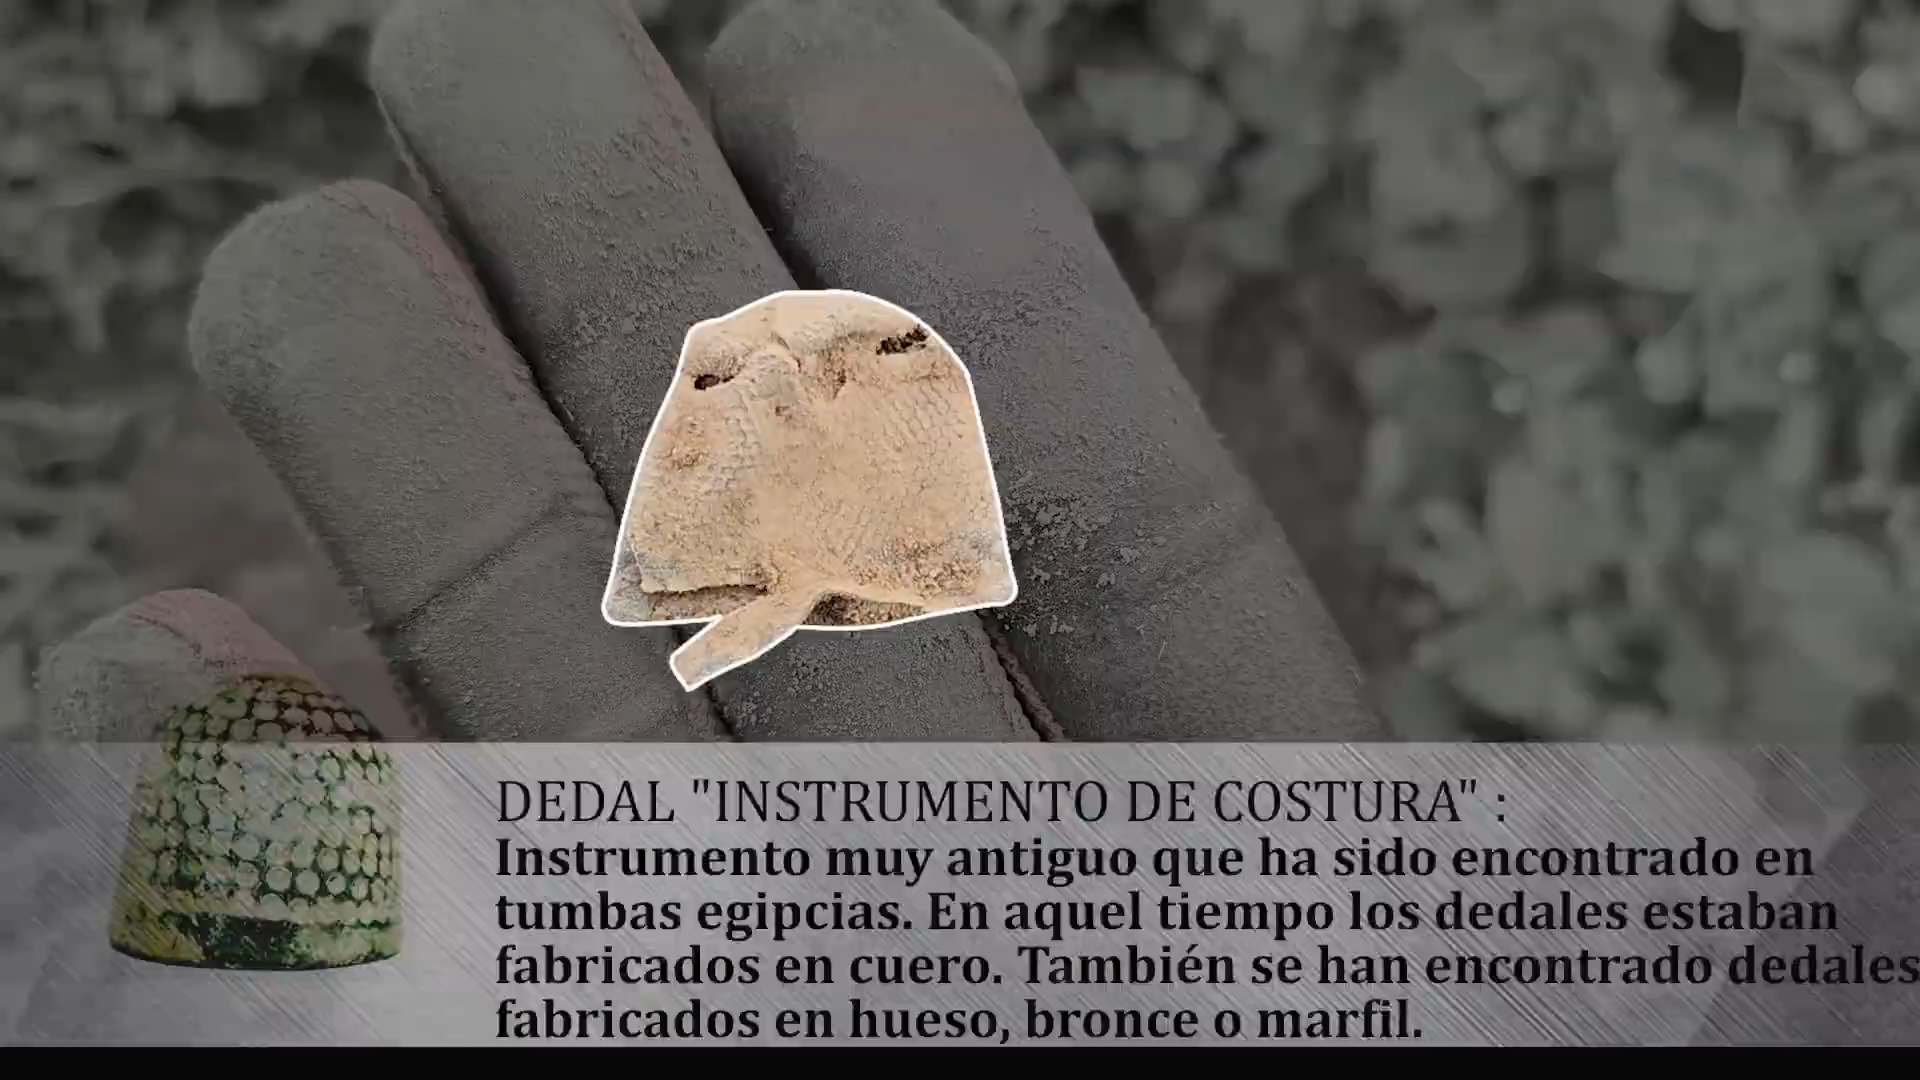 DEDAL "INSTRUMENTO DE COSTURA" :
Instrumento muy antiguo que ha sido encontrado en
tumbas egipcias. En aquel tiempo los dedales estaban
fabricados en cuero. También se han encontrado dedales
fabricados en hueso, bronce o marfil.